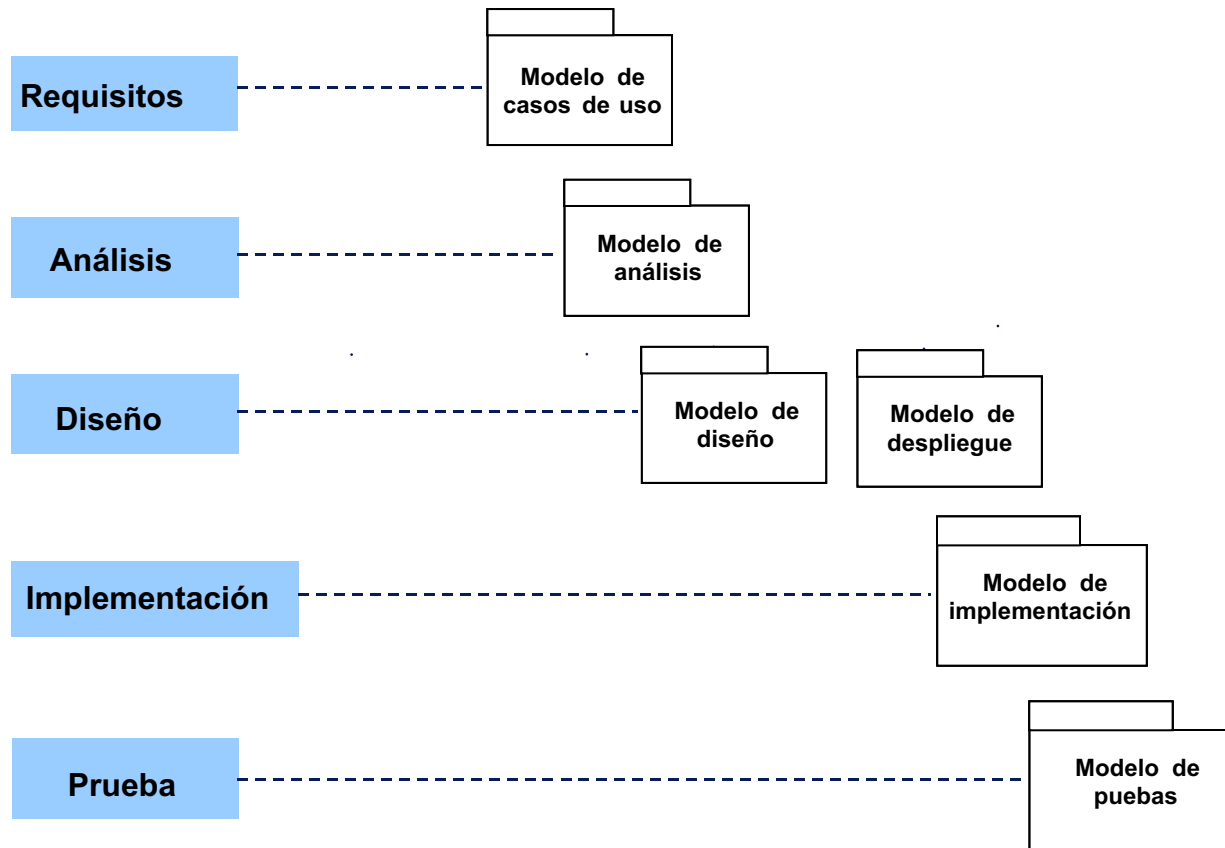 Modelo de
casos de uso
Requisitos
Modelo de
análisis
Análisis
Modelo de
diseño
Modelo de
despliegue
Diseño
Modelo de
implementación
Implementación
Modelo de
puebas
Prueba